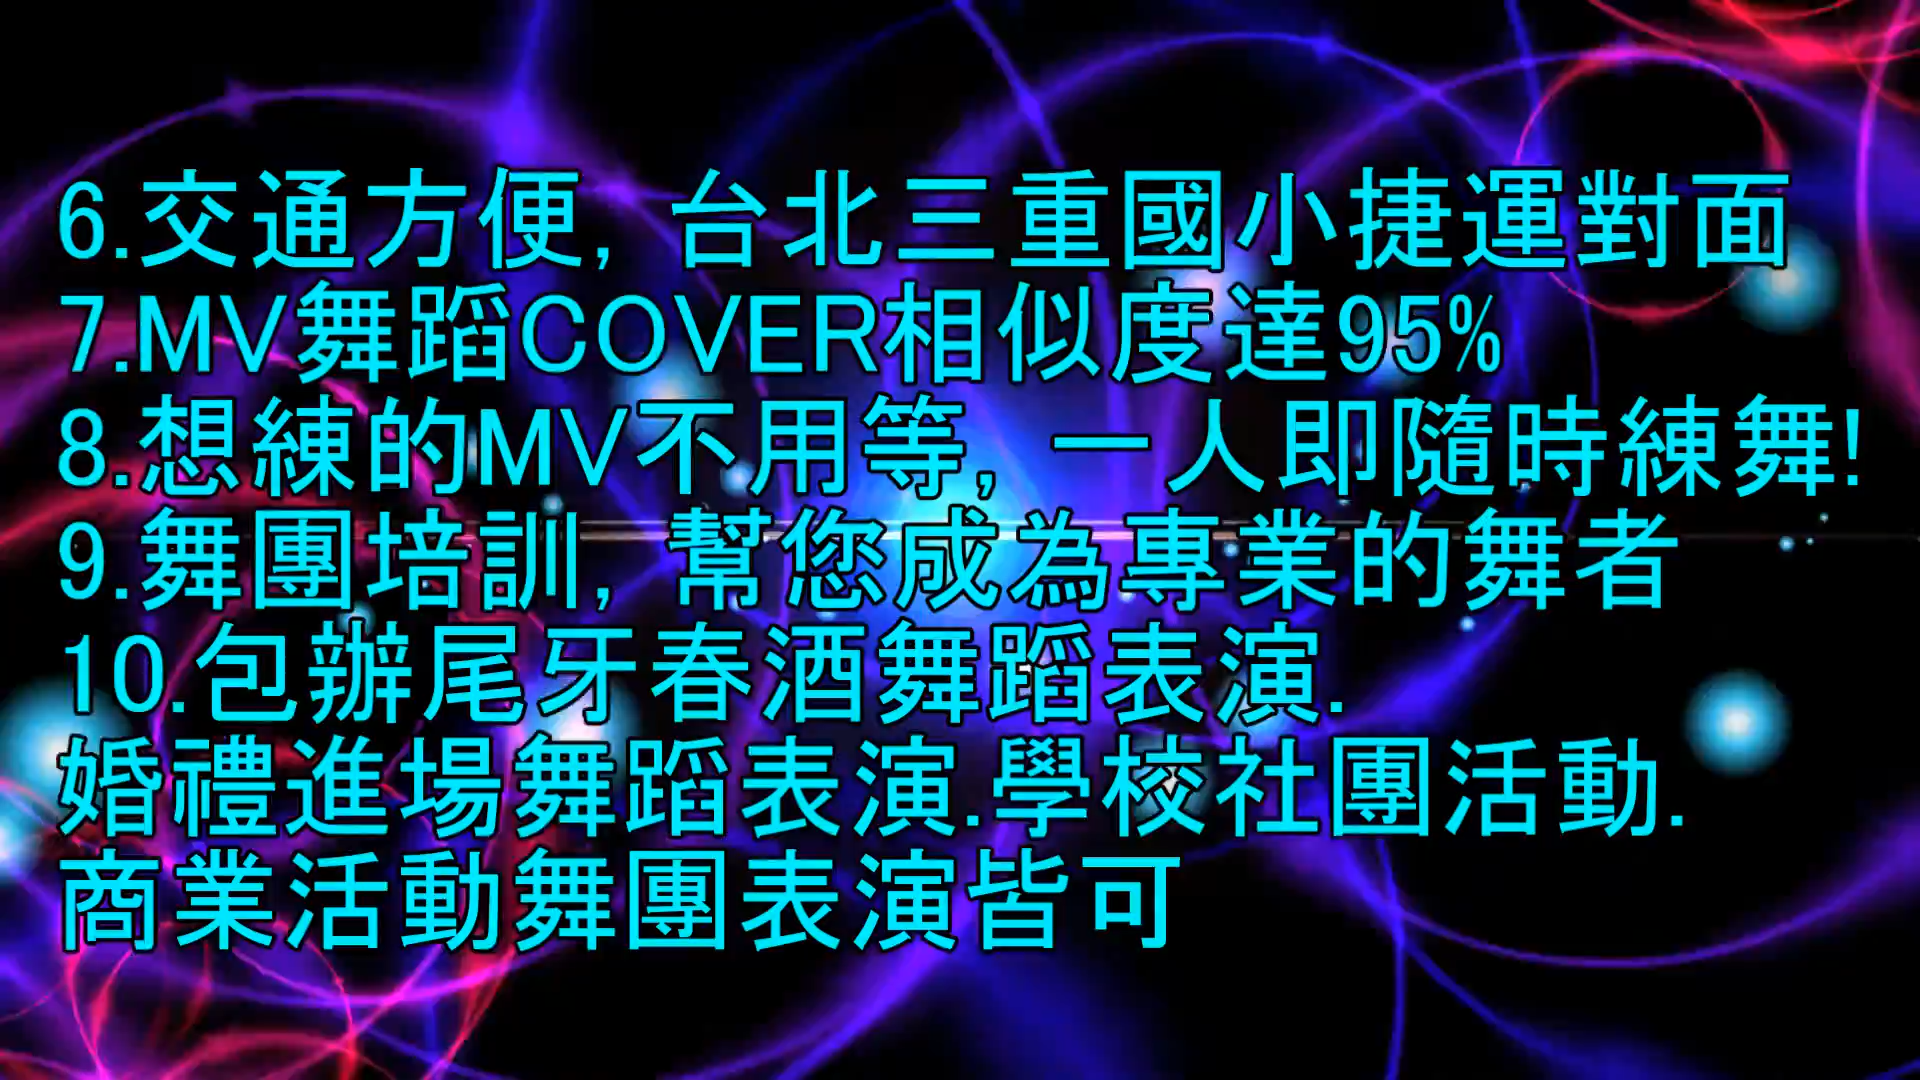 6.交通方便, 台北三重國小捷運對面
7.MV舞蹈COVER相似度達95%
8.想練的MV不用等, 一人即隨時練舞!
9.舞團培訓, 幫您成為專業的舞者
10.包辦尾牙春酒舞蹈表演.
婚禮進場舞蹈表演.學校社團活動.
商業活動舞團表演皆可